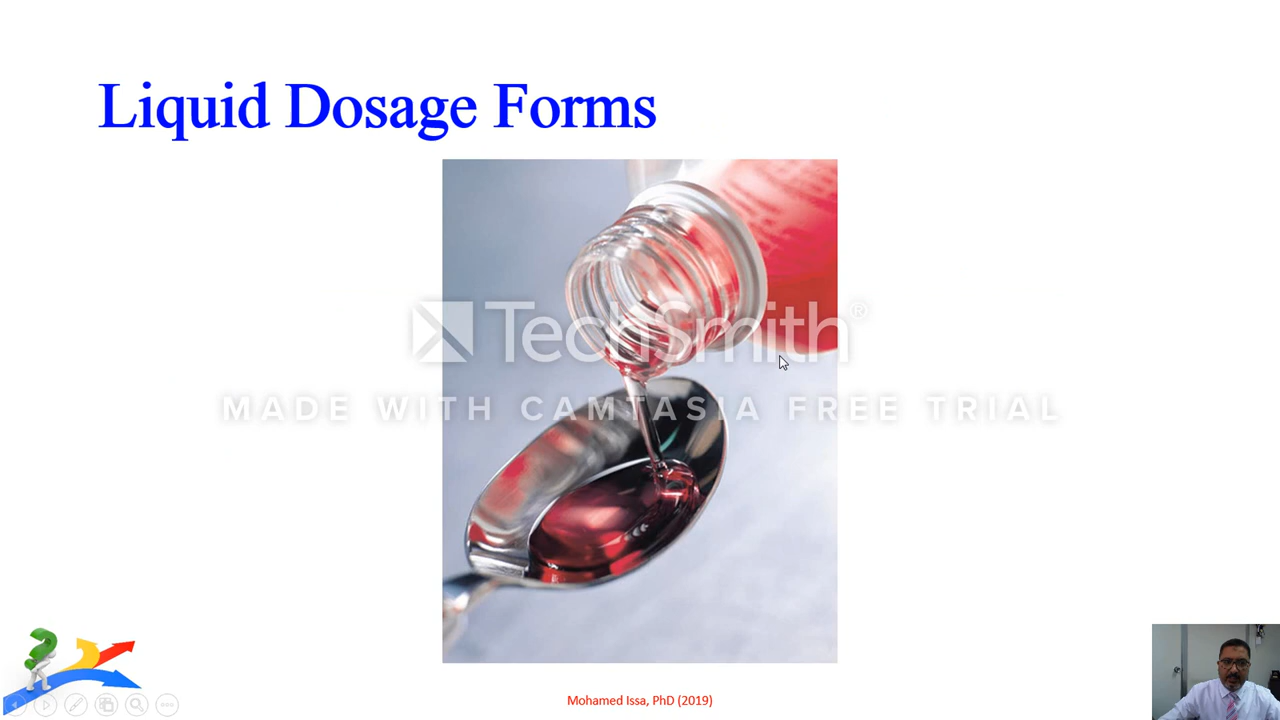 Liquid Dosage Forms
TechSmith®
MADE WITH CAMTASIA FREE TRIAL
Mohamed Issa, PhD (2019)